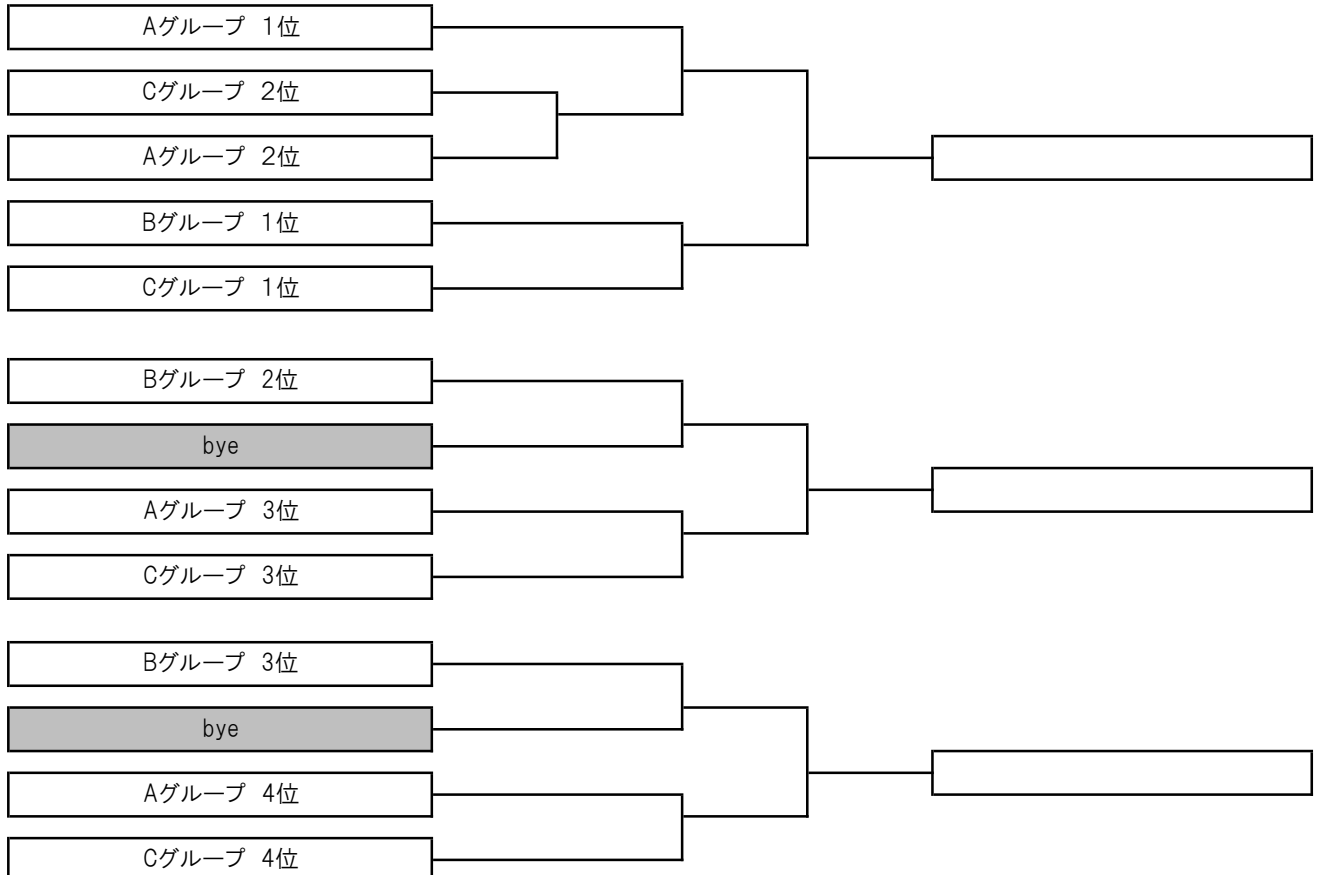 Aグループ 1位
Cグループ 2位
Aグループ 2位
Bグループ 1位
Cグループ 1位
Bグループ 2位
bye
Aグループ 3位
Cグループ 3位
Bグループ 3位
bye
Aグループ 4位
Cグループ 4位